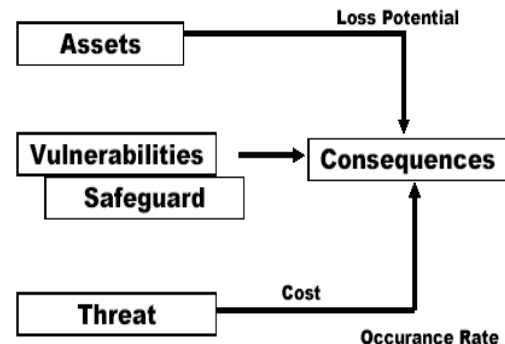 Loss Potential
Assets
Vulnerabilities
Consequences
Safeguard
Cost
Threat
Occurance Rate